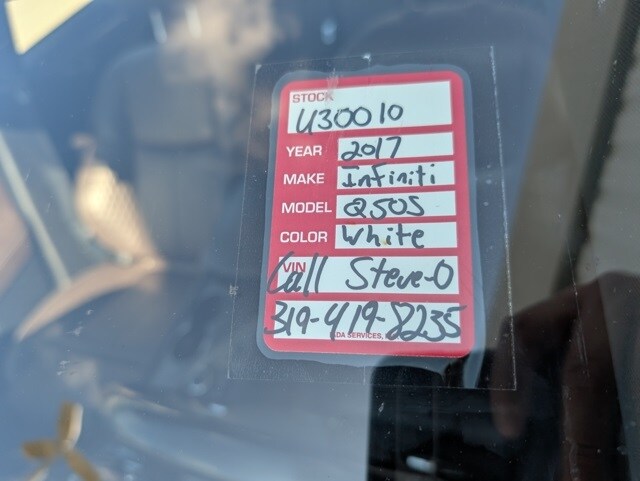 STOCK
U30010
YEAR 2017
MAKE Infiniti
MODEL Q50S
COLOR White
VIN
Call Steve-O
319-419-8235
DA SERVICES,